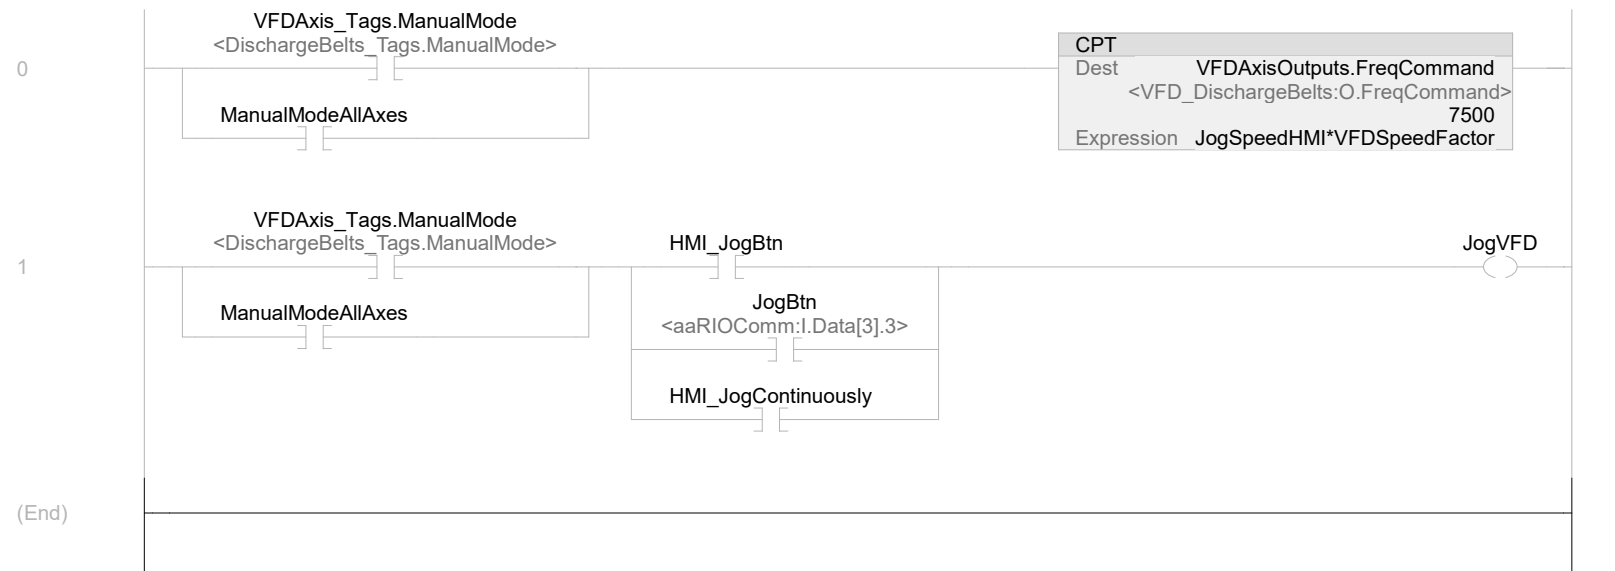 VFDAxis_Tags.ManualMode
<DischargeBelts_Tags.ManualMode>
0
ManualModeAllAxes
CPT
Dest VFDAxisOutputs.FreqCommand
<VFD_DischargeBelts:O.FreqCommand>
7500
Expression JogSpeedHMI*VFDSpeedFactor
VFDAxis_Tags.ManualMode
<DischargeBelts_Tags.ManualMode>
1
ManualModeAllAxes
HMI_JogBtn
JogBtn
<aaRIOComm:I.Data[3].3>
HMI_JogContinuously
JogVFD
(End)